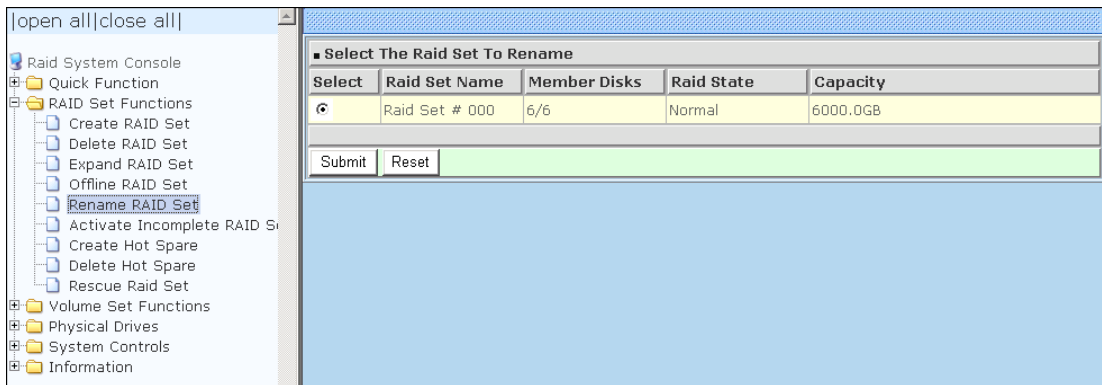 |open all|close all|
Raid System Console
Quick Function
RAID Set Functions
Create RAID Set
Delete RAID Set
Expand RAID Set
Offline RAID Set
Rename RAID Set
Activate Incomplete RAID S
Create Hot Spare
Delete Hot Spare
Rescue Raid Set
Volume Set Functions
Physical Drives
System Controls
Information
Select The Raid Set To Rename
Select Raid Set Name Member Disks Raid State Capacity
Raid Set # 000 6/6 Normal 6000.0GB
Submit Reset